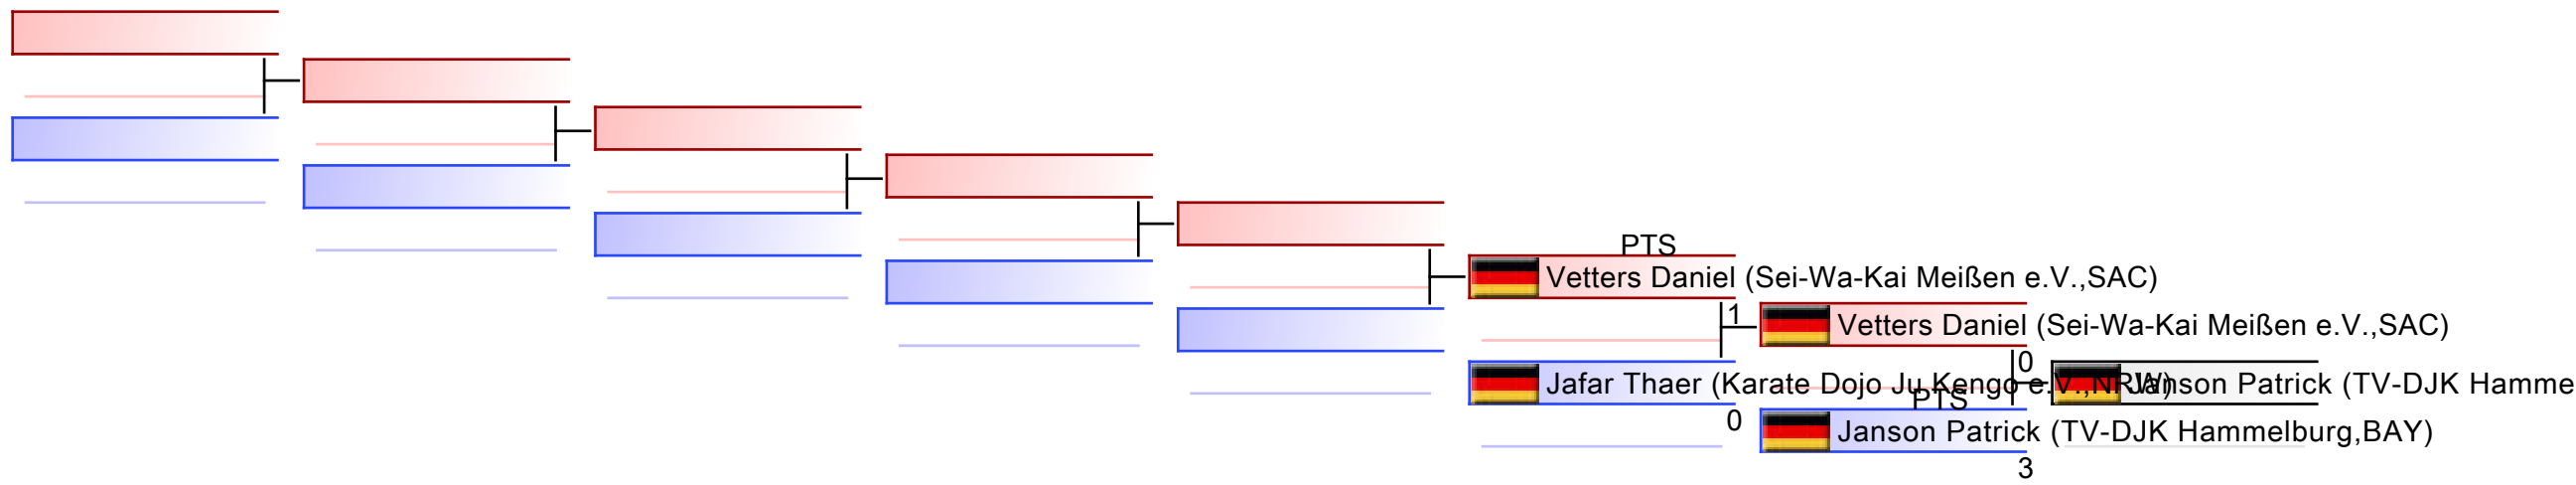 PTS
Vetters Daniel (Sei-Wa-Kai Meißen e.V.,SAC)
1
Vetters Daniel (Sei-Wa-Kai Meißen e.V.,SAC)
0
Jafar Thaer (Karate Dojo Ju Kengo e.V.,NRW)
Janson Patrick (TV-DJK Hamme
PTS
0
Janson Patrick (TV-DJK Hammelburg,BAY)
3